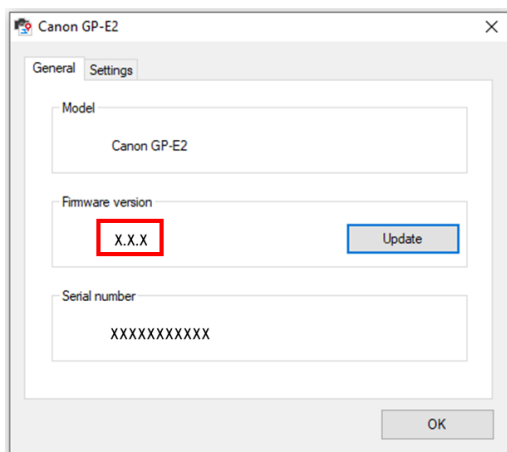 Canon GP-E2
General Settings
Model
Canon GP-E2
Firmware version
X.X.X Update
Serial number
XXXXXXXXXXX
OK